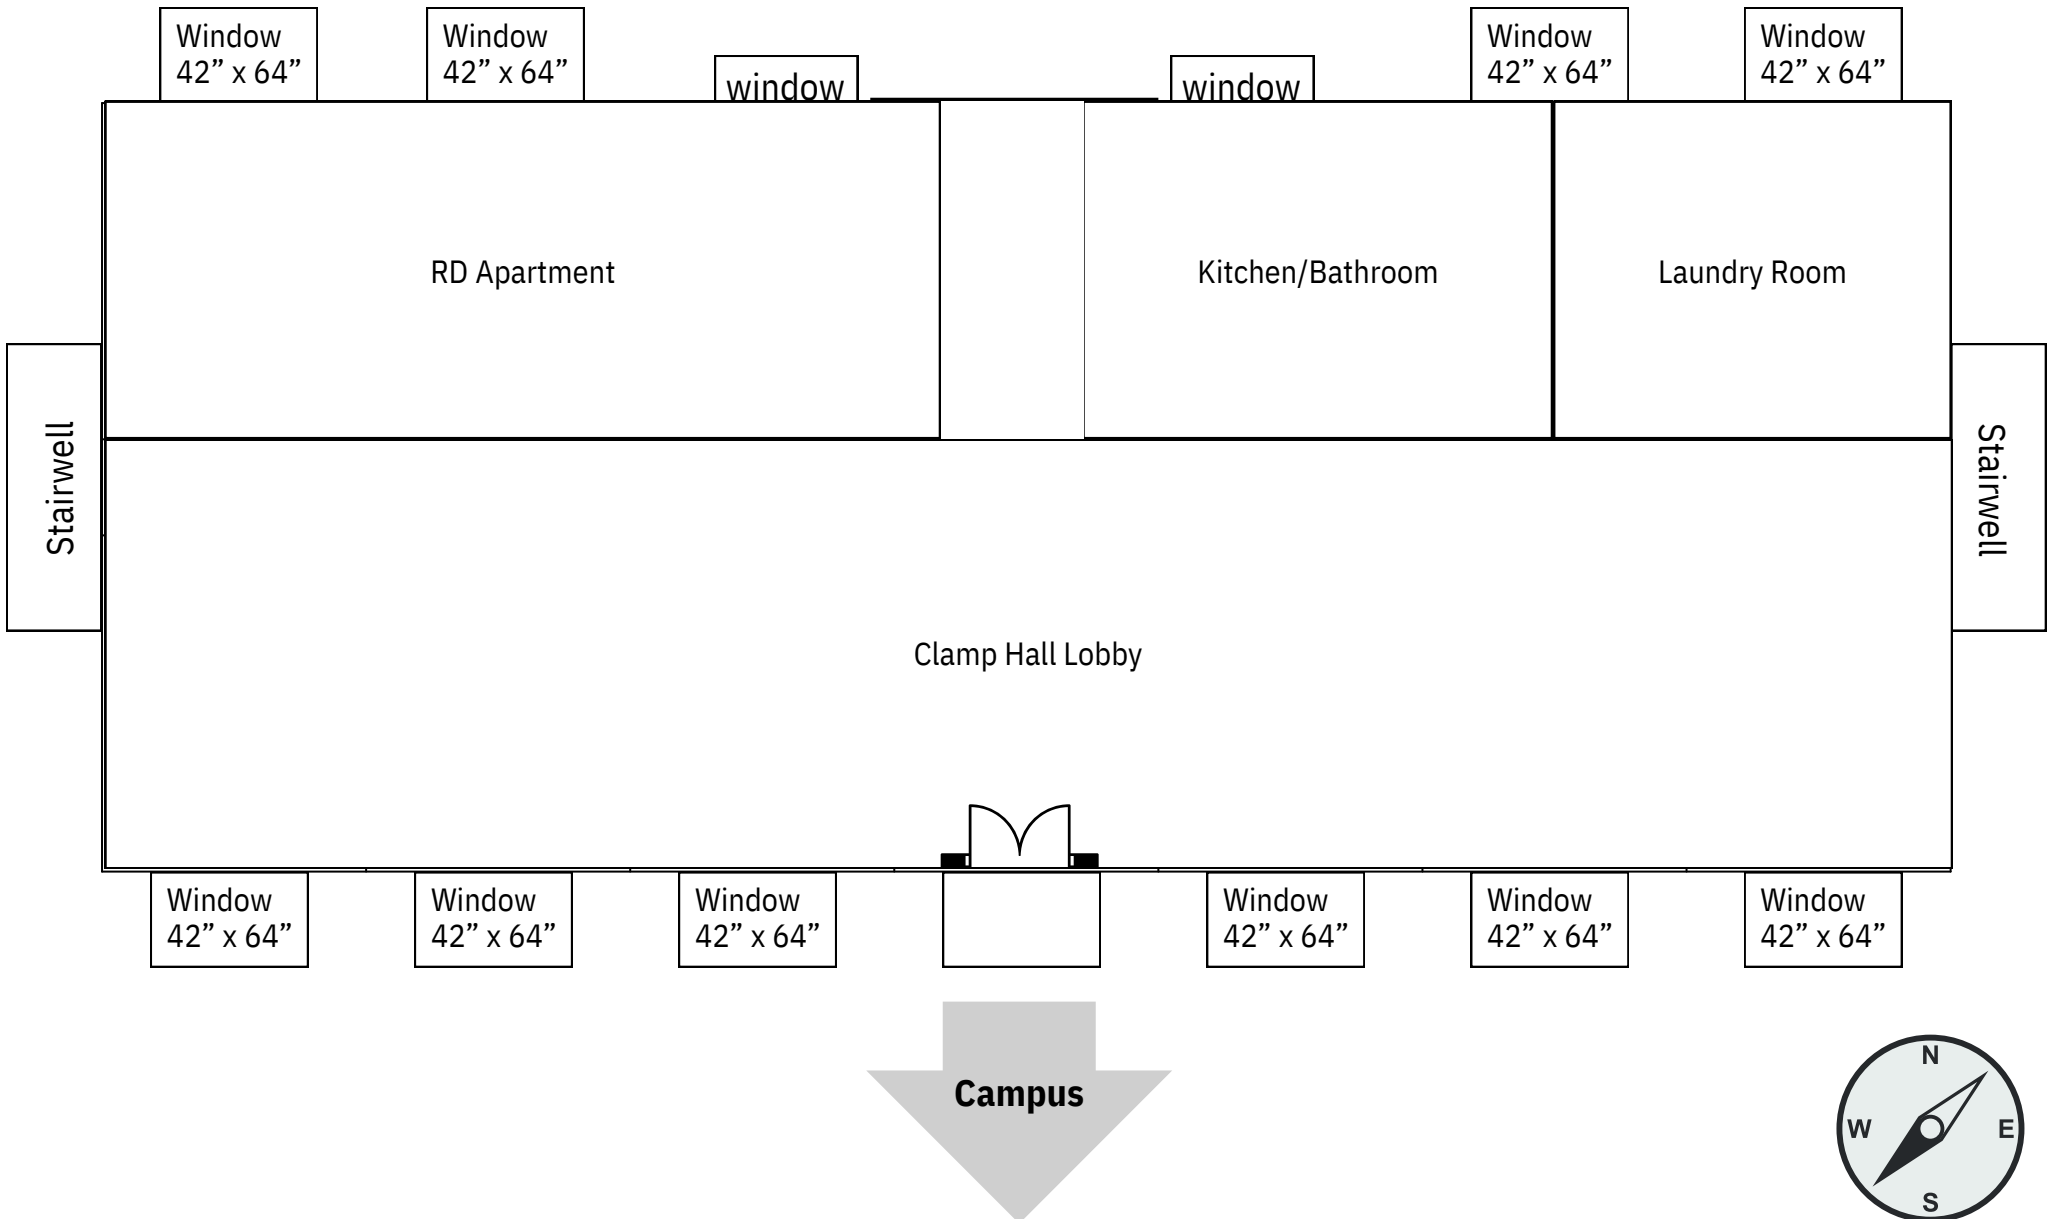 Window
42” x 64”
Window
42” x 64”
window
window
Window
42” x 64”
Window
42” x 64”
RD Apartment
Kitchen/Bathroom
Laundry Room
Stairwell
Stairwell
Clamp Hall Lobby
Window
42” x 64”
Window
42” x 64”
Window
42” x 64”
Window
42” x 64”
Window
42” x 64”
Window
42” x 64”
Campus
N
W
E
S